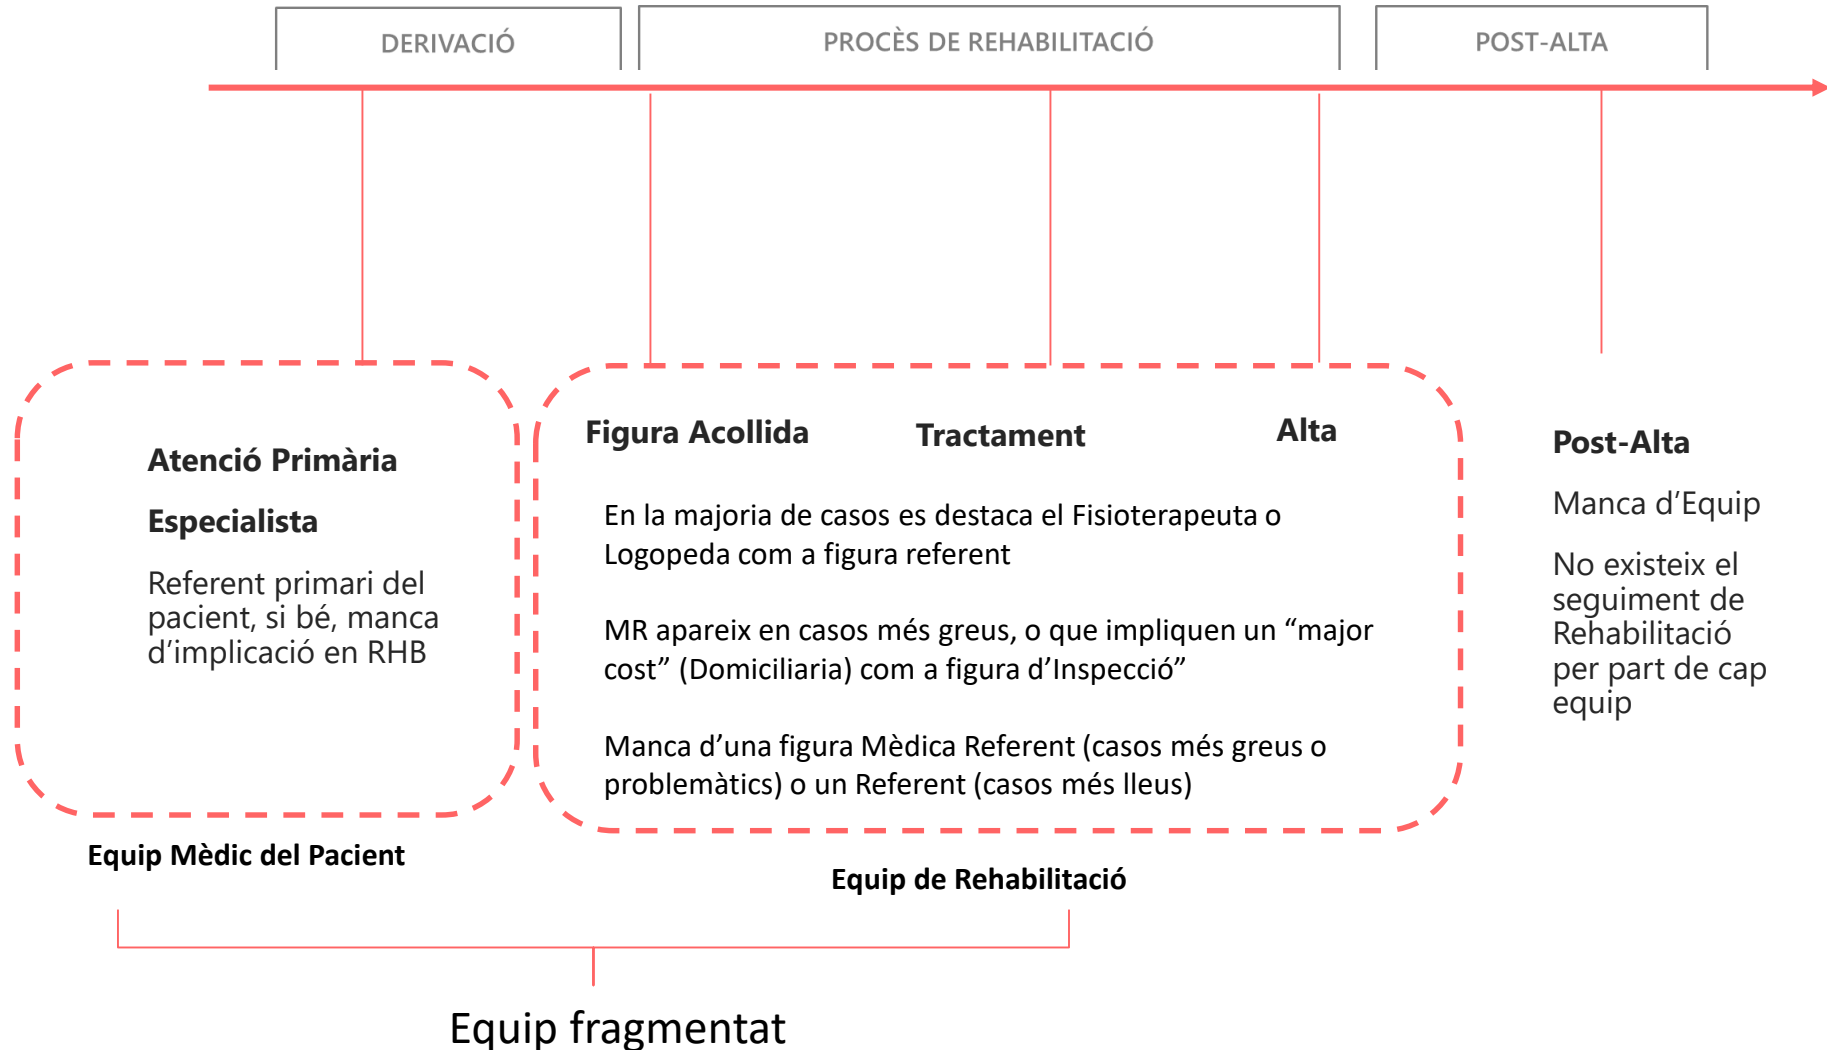 DERIVACIÓ
PROCÈS DE REHABILITACIÓ
POST-ALTA
Atenció Primària
Especialista
Referent primari del
pacient, si bé, manca
d’implicació en RHB
Equip Mèdic del Pacient
Figura Acollida
Tractament
Alta
En la majoria de casos es destaca el Fisioterapeuta o
Logopeda com a figura referent
MR apareix en casos més greus, o que impliquen un “major
cost” (Domiciliaria) com a figura d’Inspecció”
Manca d’una figura Mèdica Referent (casos més greus o
problemàtics) o un Referent (casos més lleus)
Equip de Rehabilitació
Post-Alta
Manca d’Equip
No existeix el
seguiment de
Rehabilitació
per part de cap
equip
Equip fragmentat